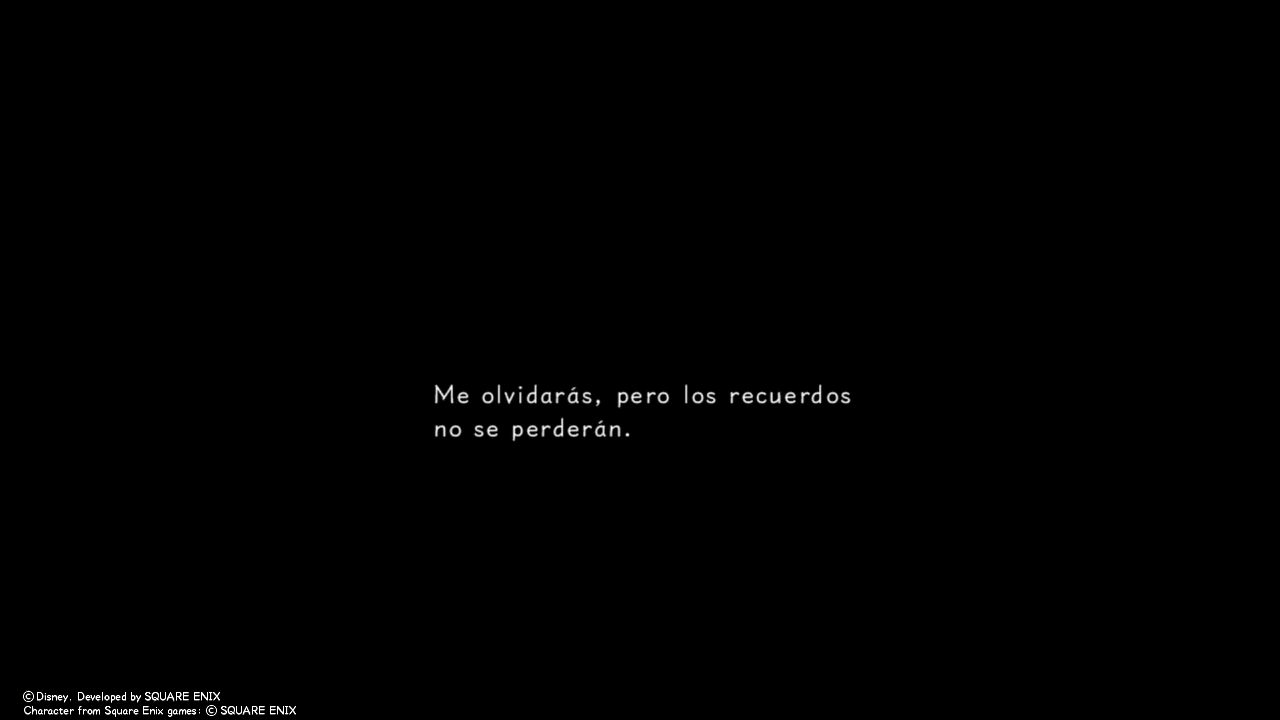 Me olvidarás, pero los recuerdos
no se perderán.
©Disney. Developed by SQUARE ENIX
Character from Square Enix games: © SQUARE ENIX